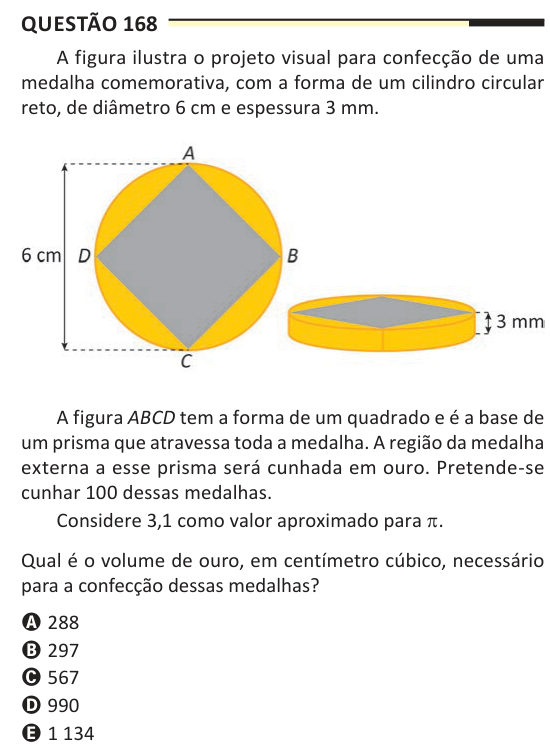 QUESTÃO 168
A figura ilustra o projeto visual para confecção de uma
medalha comemorativa, com a forma de um cilindro circular
reto, de diâmetro 6 cm e espessura 3 mm.
A
6 cm
D
B
C
3 mm
A figura ABCD tem a forma de um quadrado e é a base de
um prisma que atravessa toda a medalha. A região da medalha
externa a esse prisma será cunhada em ouro. Pretende-se
cunhar 100 dessas medalhas.
Considere 3,1 como valor aproximado para π.
Qual é o volume de ouro, em centímetro cúbico, necessário
para a confecção dessas medalhas?
A 288
B 297
C 567
D 990
E 1 134